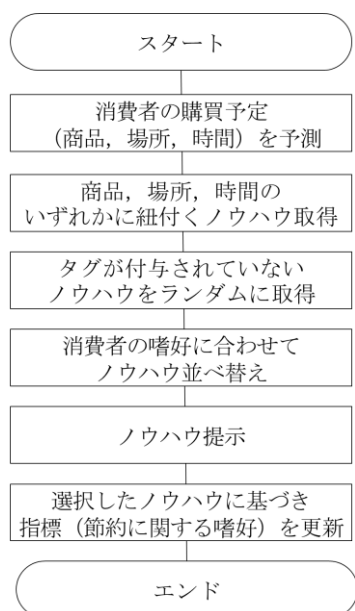 スタート
消費者の購買予定
（商品，場所，時間）を予測
商品，場所，時間の
いずれかに紐付くノウハウ取得
タグが付与されていない
ノウハウをランダムに取得
消費者の嗜好に合わせて
ノウハウ並べ替え
ノウハウ提示
選択したノウハウに基づき
指標（節約に関する嗜好）を更新
エンド